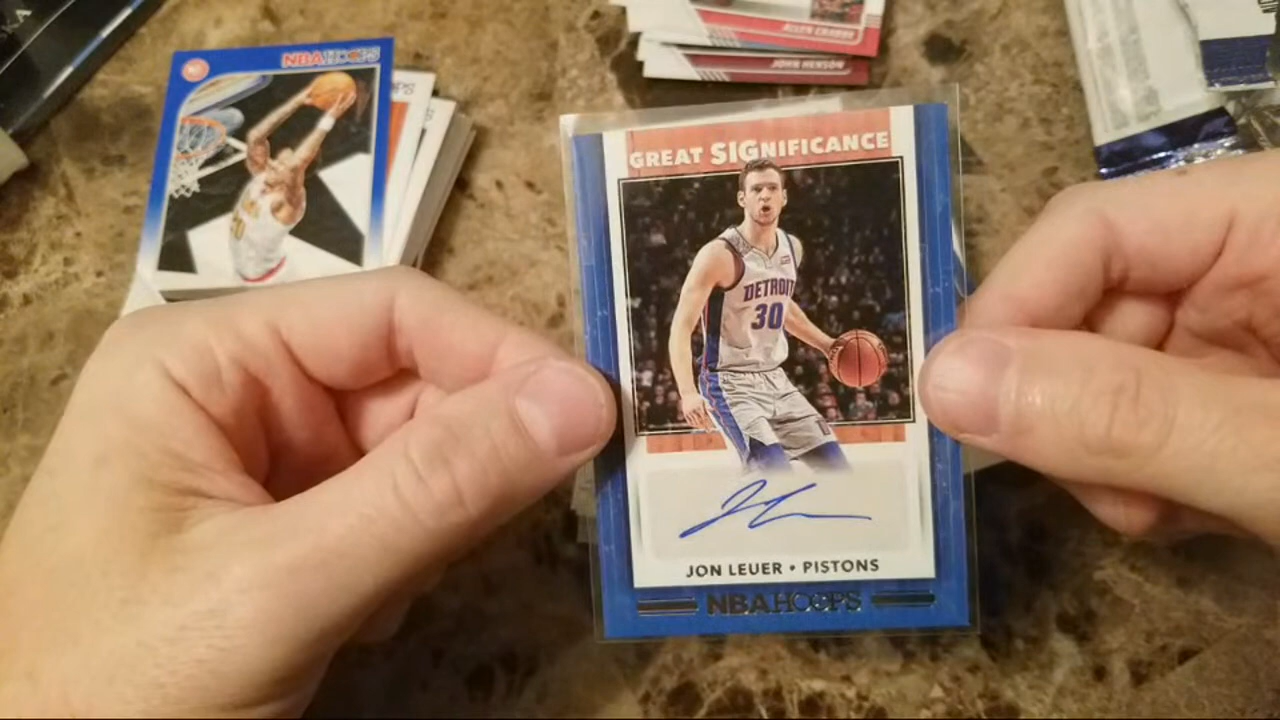 NBA HOOPS
ALLEN CRABBE
JOHN HENSON
GREAT SIGNIFICANCE
DETROIT
30
JON LEUER • PISTONS
NBA HOOPS